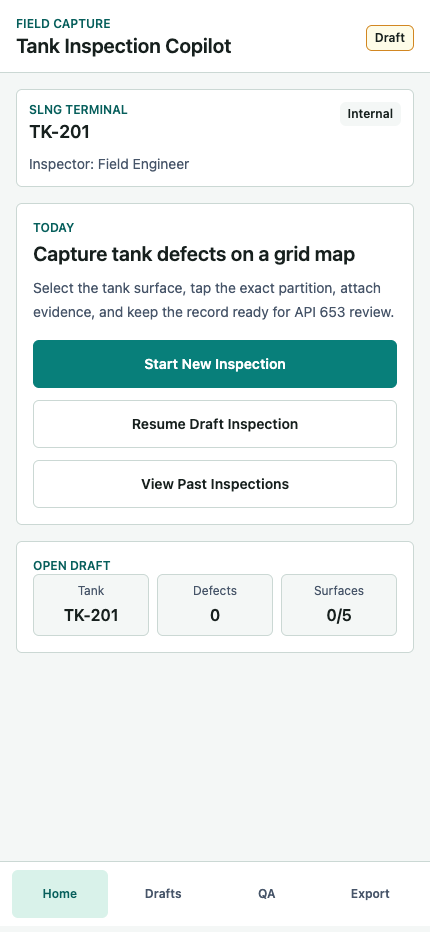 FIELD CAPTURE
Tank Inspection Copilot
Draft
SLNG TERMINAL
TK-201
Internal
Inspector: Field Engineer
TODAY
Capture tank defects on a grid map
Select the tank surface, tap the exact partition, attach
evidence, and keep the record ready for API 653 review.
Start New Inspection
Resume Draft Inspection
View Past Inspections
OPEN DRAFT
Tank
TK-201
Defects
0
Surfaces
0/5
Home
Drafts
QA
Export